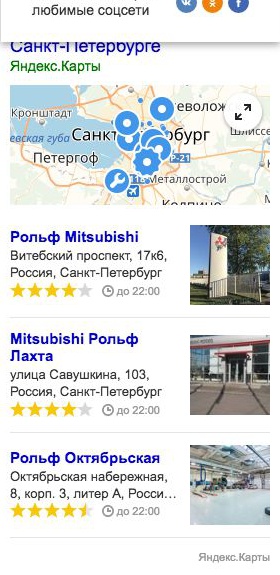 любимые соцсети
Санкт-Петербурге
Яндекс.Карты
Кронштадт
еволож
евская губа
Санкт
рбург
Шлиссе
Петергоф
Р-21
Металлострой
Колпино
Рольф Mitsubishi
Витебский проспект, 17к6,
Россия, Санкт-Петербург
до 22:00
Mitsubishi Рольф
Лахта
улица Савушкина, 103,
Россия, Санкт-Петербург
до 22:00
Рольф Октябрьская
Октябрьская набережная,
8, корп. 3, литер А, Росси…
до 22:00
Яндекс.Карты